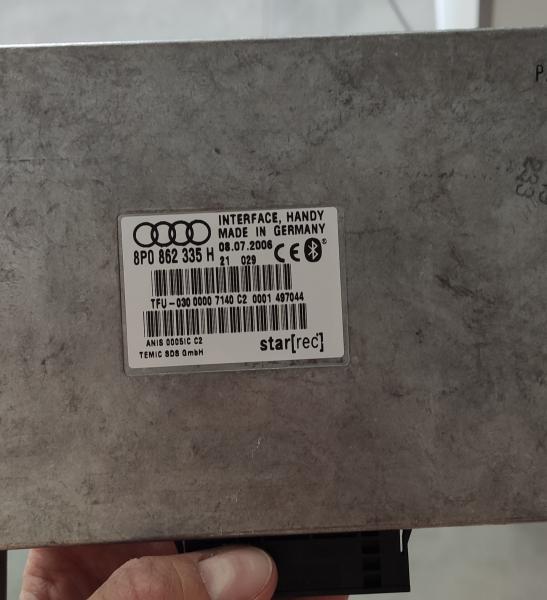 P
INTERFACE, HANDY
MADE IN GERMANY
8P0 862 335 H
08.07.2006
21 029
CE
TFU-030 0000 7140 C2 0001 497044
ANIS 0005IC C2
TEMIC SDS GmbH
star[rec]